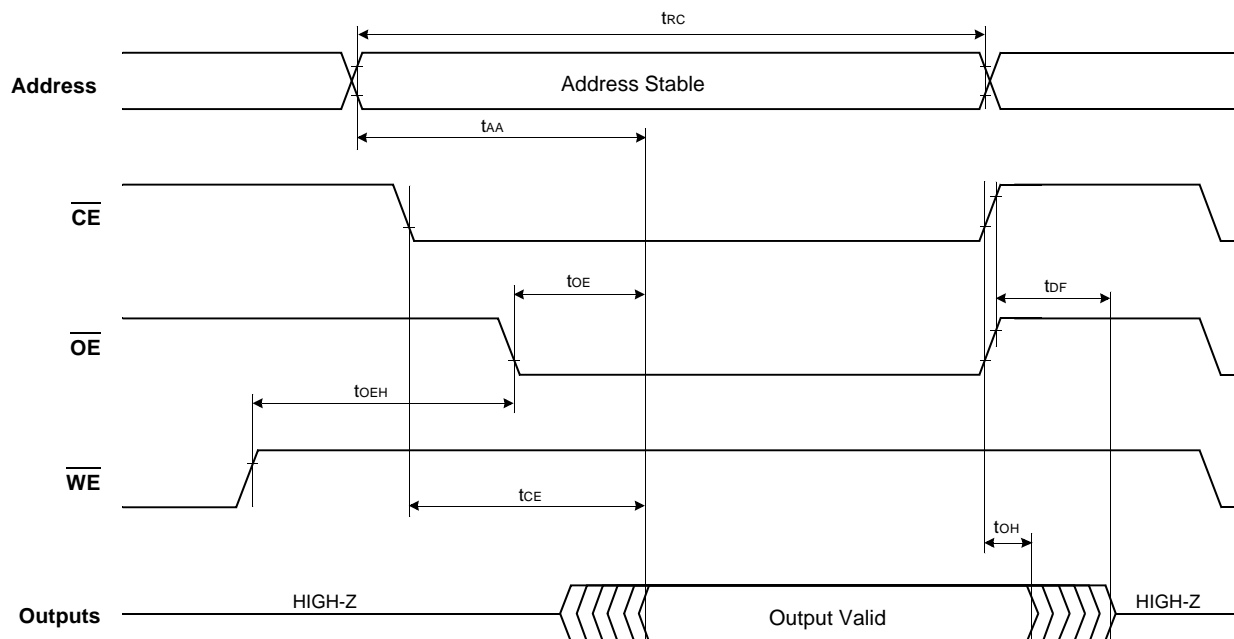 tRC
Address
Address Stable
tAA
CE
tOE
tDF
OE
tOEH
WE
tCE
tOH
Outputs
HIGH-Z
Output Valid
HIGH-Z